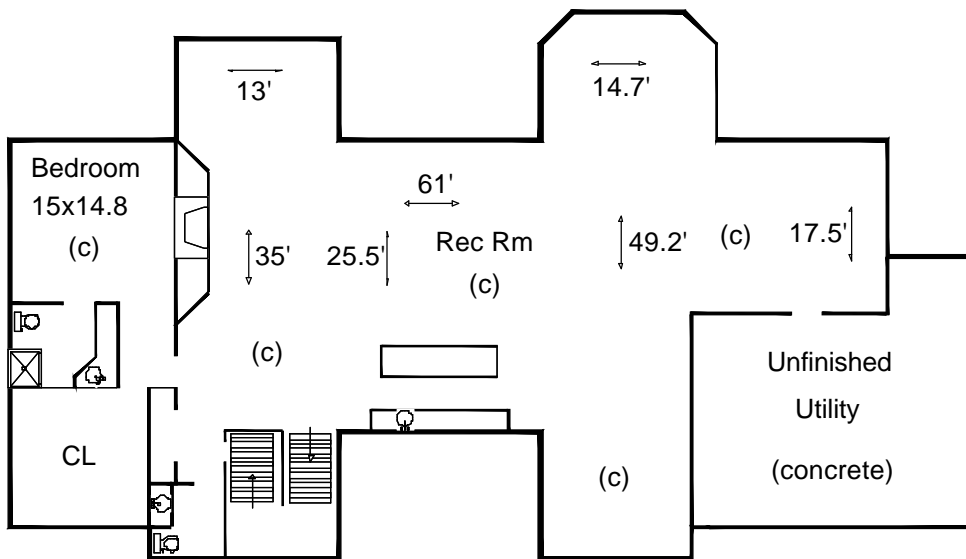 13'
14.7'
Bedroom
15x14.8
(c)
61'
35'
25.5'
Rec Rm
(c)
49.2'
(c)
17.5'
(c)
Unfinished
Utility
(concrete)
CL
(c)